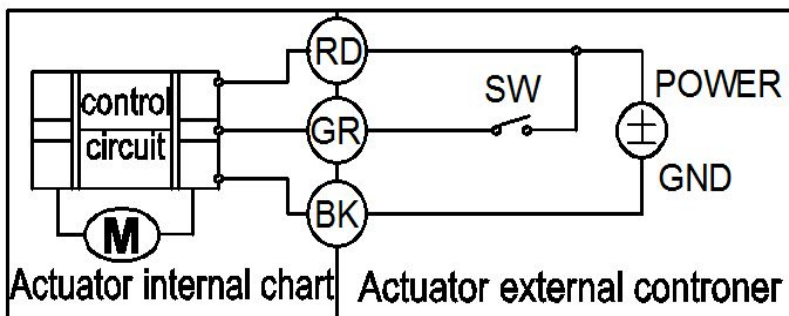 RD
SW
POWER
control
GR
circuit
GND
BK
M
Actuator internal chart
Actuator external controner